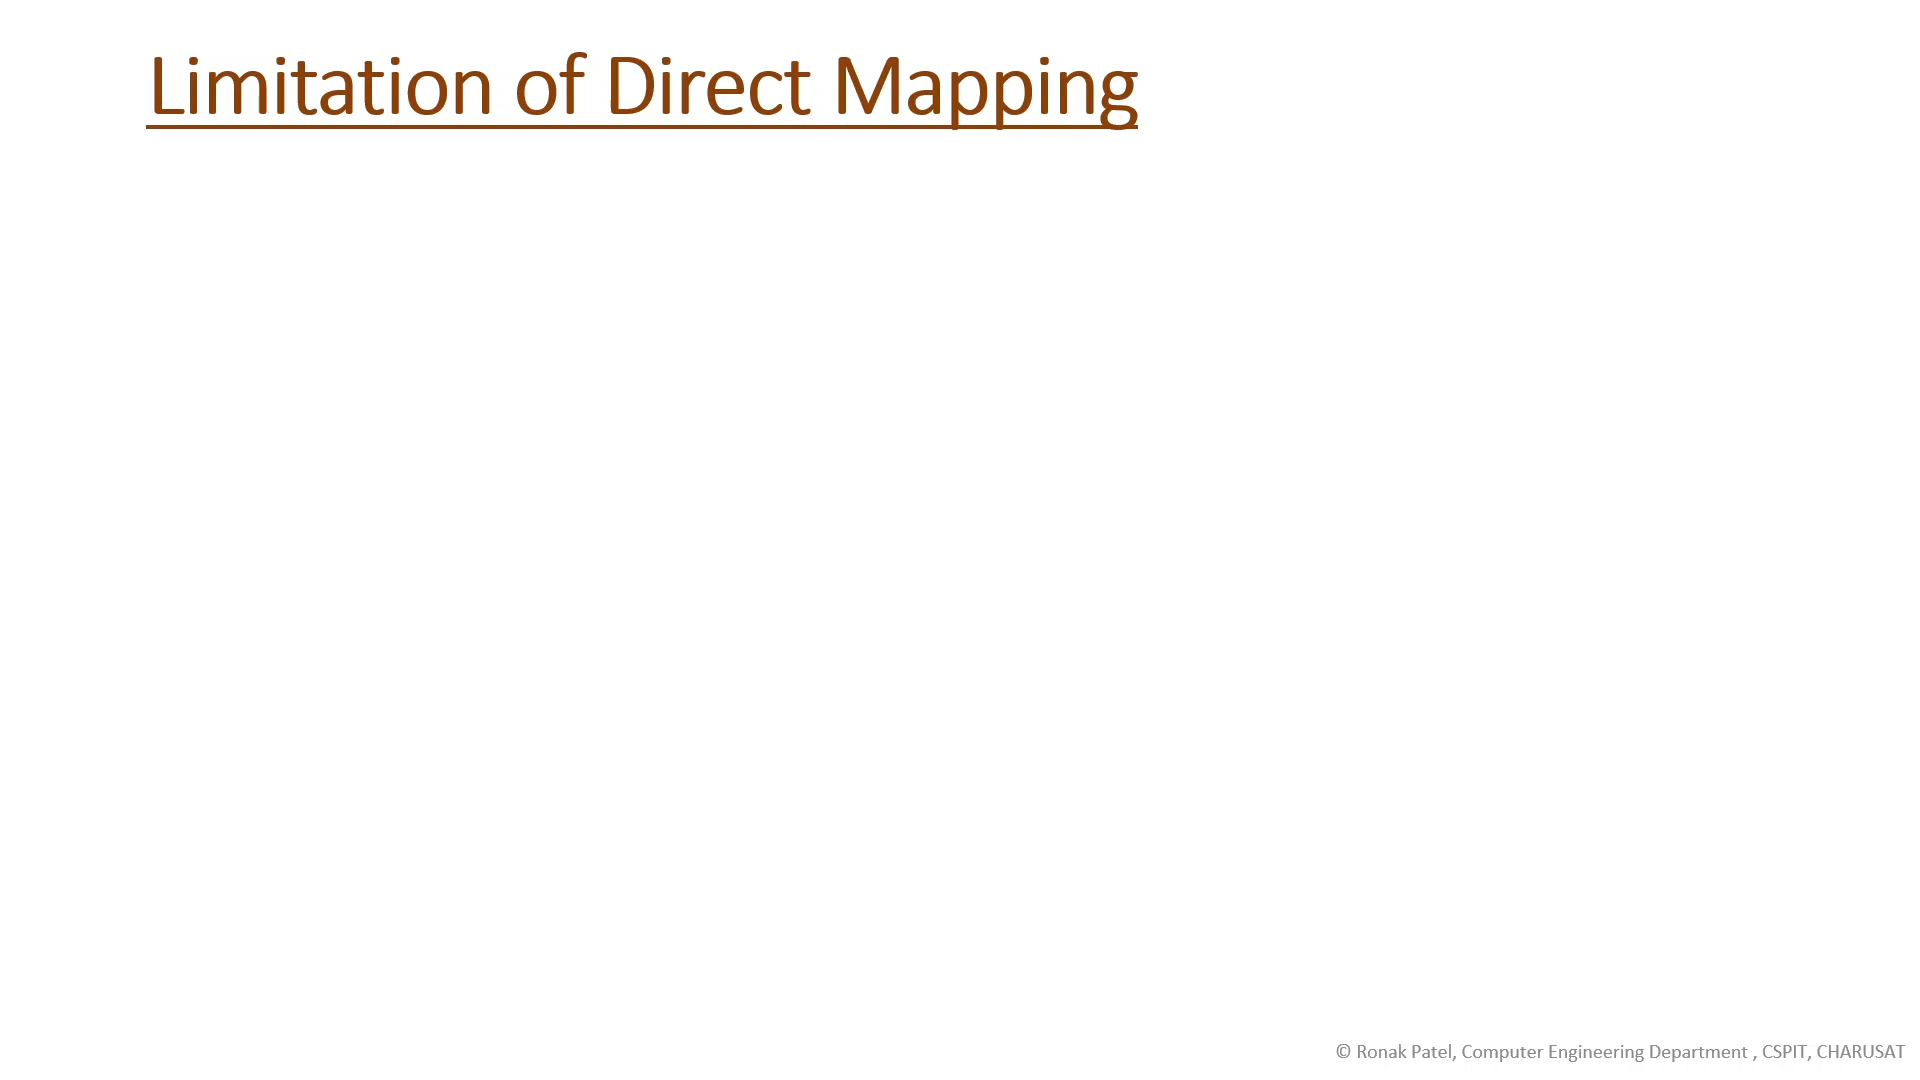 Limitation of Direct Mapping
© Ronak Patel, Computer Engineering Department , CSPIT, CHARUSAT